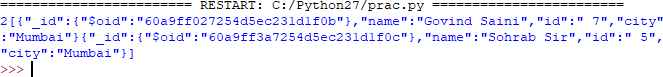 ========================= RESTART: C:/Python27/prac.py =========================
2[{"_id":{"$oid":"60a9ff027254d5ec231d1f0b"},"name":"Govind Saini","id":" 7","city
":"Mumbai"}{"_id":{"$oid":"60a9ff3a7254d5ec231d1f0c"},"name":"Sohrab Sir","id":" 5",
"city":"Mumbai"}]
>>>